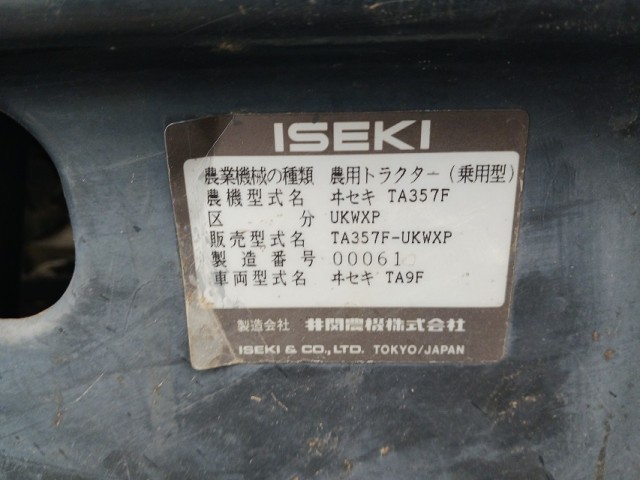 ISEKI
農業機械の種類 農用トラクター(乗用型)
農機型式名 ヰセキ TA357F
区分 UKWXP
販売型式名 TA357F-UKWXP
製造番号 00061
車両型式名 ヰセキ TA9F
製造会社 井関農機株式会社
ISEKI & CO., LTD. TOKYO/JAPAN